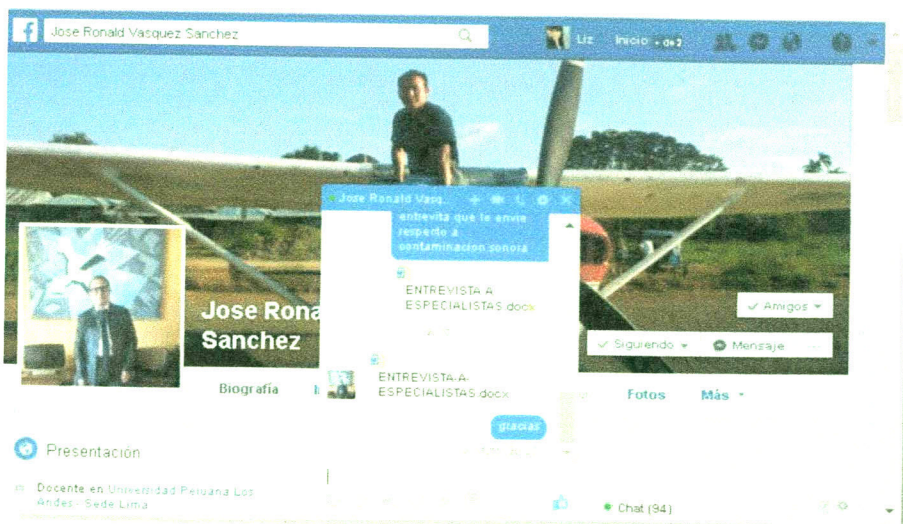 f
Jose Ronald Vasquez Sanchez
Liz Inicio
Jose Ronald Vasq.
entrevita que le envie
respecto a
contaminacion sonora
ENTREVISTA A
ESPECIALISTAS.docx
Amigos
Jose Rona
Sanchez
Siguiendo
Mensaje
ENTREVISTA-A-
ESPECIALISTAS.docx
Biografía
Fotos
Más
gracias
Presentación
Docente en Universidad Peruana Los
Andes - Sede Lima
Chat (94)